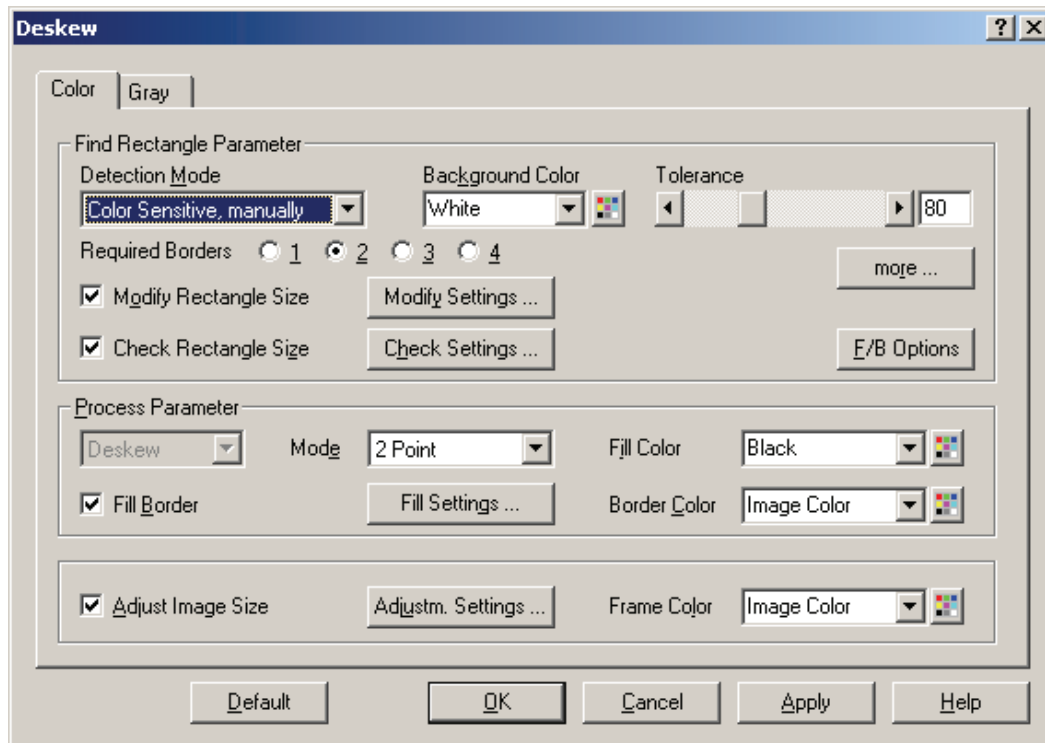 Deskew
Color Gray
Find Rectangle Parameter
Detection Mode Background Color Tolerance
Color Sensitive, manually White 80
Required Borders 1 2 3 4
more ...
Modify Rectangle Size Modify Settings ...
Check Rectangle Size Check Settings ... F/B Options
Process Parameter
Deskew Mode 2 Point Fill Color Black
Fill Border Fill Settings ... Border Color Image Color
Adjust Image Size Adjustm. Settings ... Frame Color Image Color
Default OK Cancel Apply Help